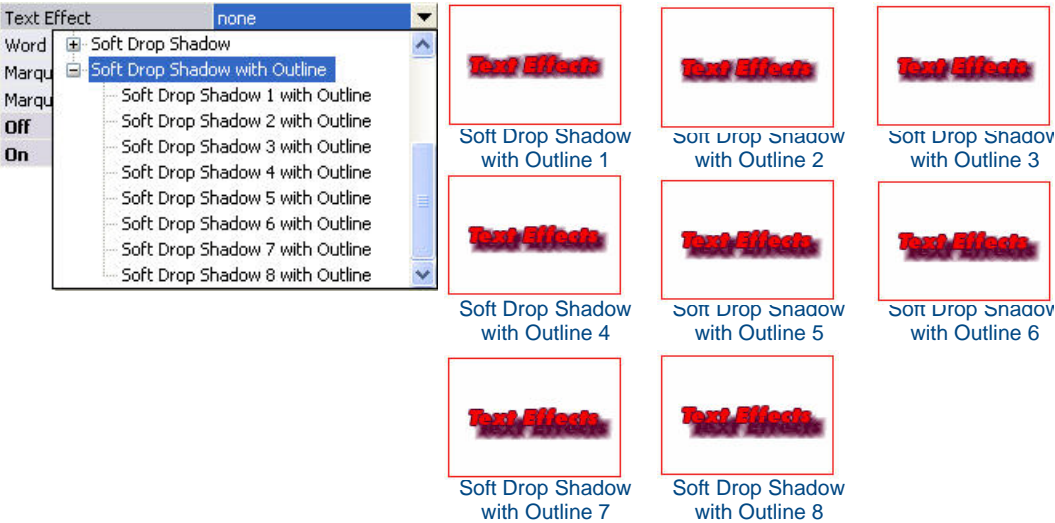 Text Effect none
Word
Marqu
Marqu
Off
On
Soft Drop Shadow
Soft Drop Shadow with Outline
Soft Drop Shadow 1 with Outline
Soft Drop Shadow 2 with Outline
Soft Drop Shadow 3 with Outline
Soft Drop Shadow 4 with Outline
Soft Drop Shadow 5 with Outline
Soft Drop Shadow 6 with Outline
Soft Drop Shadow 7 with Outline
Soft Drop Shadow 8 with Outline
Text Effects
Soft Drop Shadow
with Outline 1
Text Effects
Soft Drop Shadow
with Outline 2
Text Effects
Soft Drop Shadow
with Outline 3
Text Effects
Soft Drop Shadow
with Outline 4
Text Effects
Soft Drop Shadow
with Outline 5
Text Effects
Soft Drop Shadow
with Outline 6
Text Effects
Soft Drop Shadow
with Outline 7
Text Effects
Soft Drop Shadow
with Outline 8